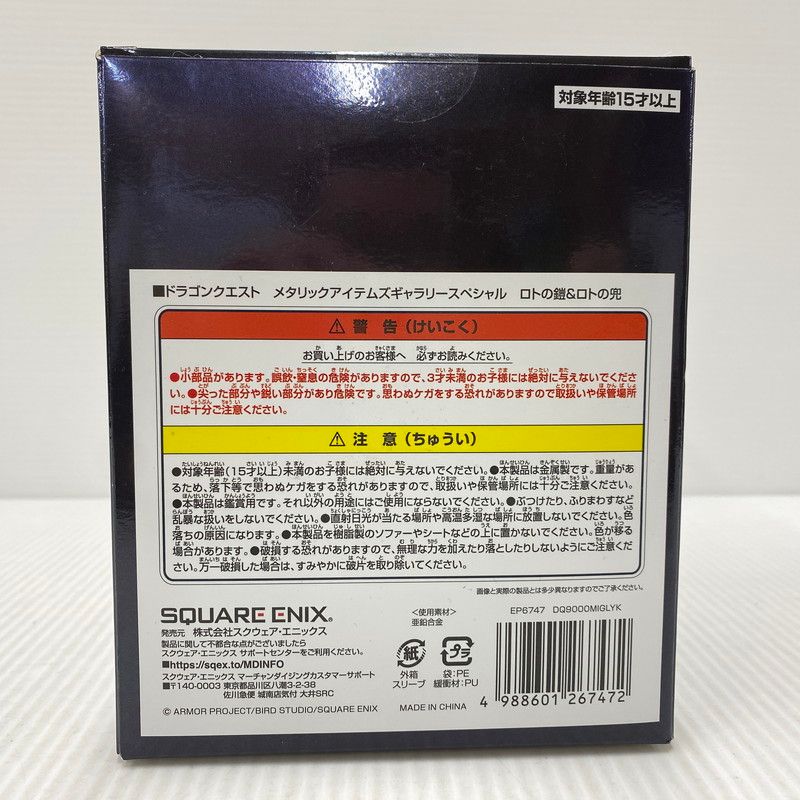 対象年齢15才以上
■ドラゴンクエスト メタリックアイテムズギャラリースペシャル ロトの鎧&ロトの兜
⚠ 警 告 (けいこく)
お買い上げのお客様へ 必ずお読みください。
●小部品があります。誤飲・窒息の危険がありますので、3才未満のお子様には絶対に与えないでくださ
い。●尖った部分や鋭い部分があり危険です。思わぬケガをする恐れがありますので取扱いや保管場所
には十分ご注意ください。
⚠ 注 意 (ちゅうい)
●対象年齢(15才以上)未満のお子様には絶対に与えないでください。●本製品は金属製です。重量があ
るため、落下等で思わぬケガをする恐れがありますので、取扱いや保管場所には十分ご注意ください。
●本製品は鑑賞用です。それ以外の用途にはご使用にならないでください。●ぶつけたり、ふりまわすなど
乱暴な扱いをしないでください。●直射日光が当たる場所や高温多湿な場所に放置しないでください。色
落ちの原因になります。●本製品を樹脂製のソファーやシートなどの上に置かないでください。色が移る
場合があります。●破損する恐れがありますので、無理な力を加えたり落としたりしないようにご注意くだ
さい。万一破損した場合は、すみやかに破片を取り除いてください。
画像と実際の製品とは多少異なりますのでご了承ください。
SQUARE ENIX®
発売元 株式会社スクウェア・エニックス
製品に関して不都合な点がございましたら
スクウェア・エニックス サポートセンターをご利用ください。
■https://sqex.to/MDINFO
スクウェア・エニックス マーチャンダイジングカスタマーサポート
■〒140-0003 東京都品川区八潮3-2-38
佐川急便 城南店気付 大井SRC
© ARMOR PROJECT/BIRD STUDIO/SQUARE ENIX
<使用素材>
亜鉛合金
紙
外箱
スリーブ
プラ
袋:PE
緩衝材:PU
MADE IN CHINA
EP6747 DQ9000MIGLYK
4 988601 267472